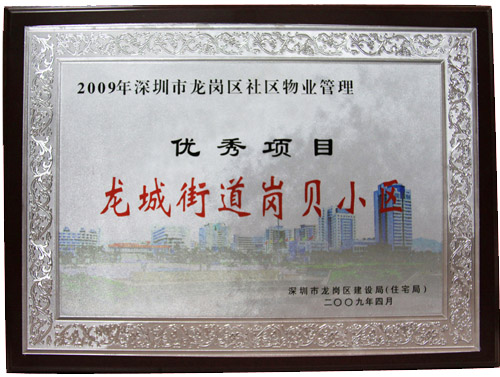 2009年深圳市龙岗区社区物业管理
优秀项目
龙城街道岗贝小区
深圳市龙岗区建设局(住宅局)
二〇〇九年四月